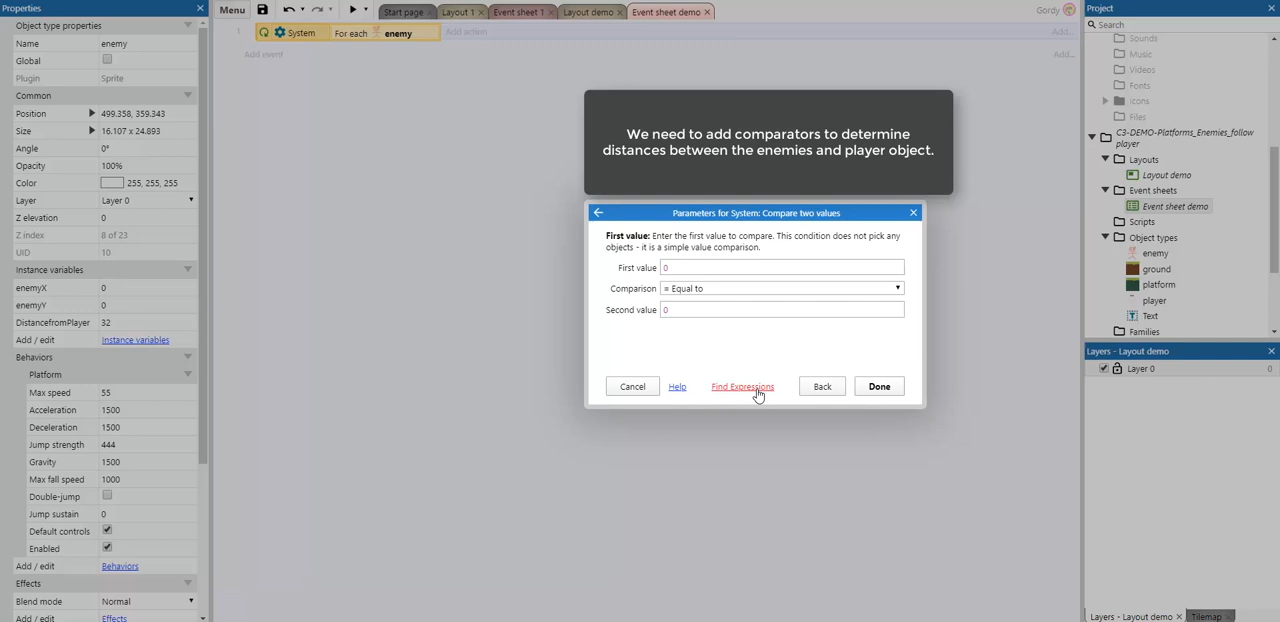 Properties
Object type properties
Name enemy
Global
Plugin Sprite
Common
Position 499.358, 359.343
Size 16.107 x 24.893
Angle 0°
Opacity 100%
Color 255, 255, 255
Layer Layer 0
Z elevation 0
Z index 8 of 23
UID 10
Instance variables
enemyX 0
enemyY 0
DistancefromPlayer 32
Add / edit Instance variables
Behaviors
Platform
Max speed 55
Acceleration 1500
Deceleration 1500
Jump strength 444
Gravity 1500
Max fall speed 1000
Double-jump
Jump sustain 0
Default controls
Enabled
Add / edit Behaviors
Effects
Blend mode Normal
Add / edit Effects
Menu
Start page Layout 1 Event sheet 1 Layout demo Event sheet demo
Gordy
1 System For each enemy Add action Add...
Add event Add...
We need to add comparators to determine
distances between the enemies and player object.
Parameters for System: Compare two values
First value: Enter the first value to compare. This condition does not pick any
objects - it is a simple value comparison.
First value 0
Comparison = Equal to
Second value 0
Cancel Help Find Expressions Back Done
Project
Search
Sounds
Music
Videos
Fonts
icons
Files
C3-DEMO-Platforms_Enemies_follow
player
Layouts
Layout demo
Event sheets
Event sheet demo
Scripts
Object types
enemy
ground
platform
player
Text
Families
Layers - Layout demo
Layer 0 0
Layers - Layout demo Tilemap